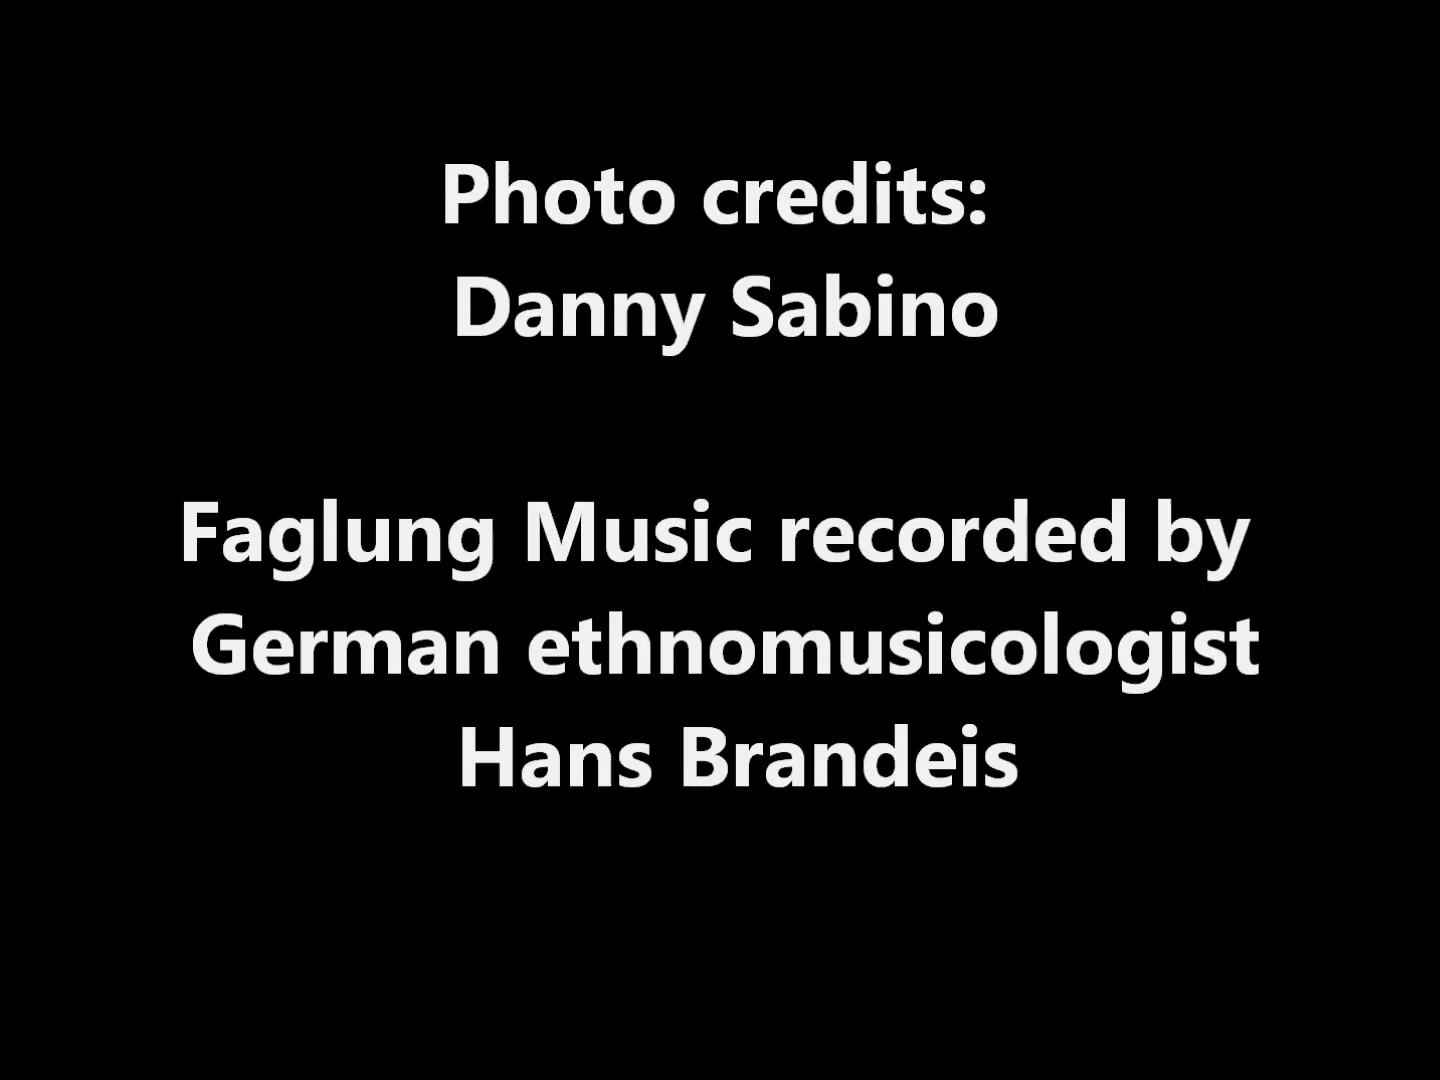 Photo credits:
Danny Sabino
Faglung Music recorded by
German ethnomusicologist
Hans Brandeis